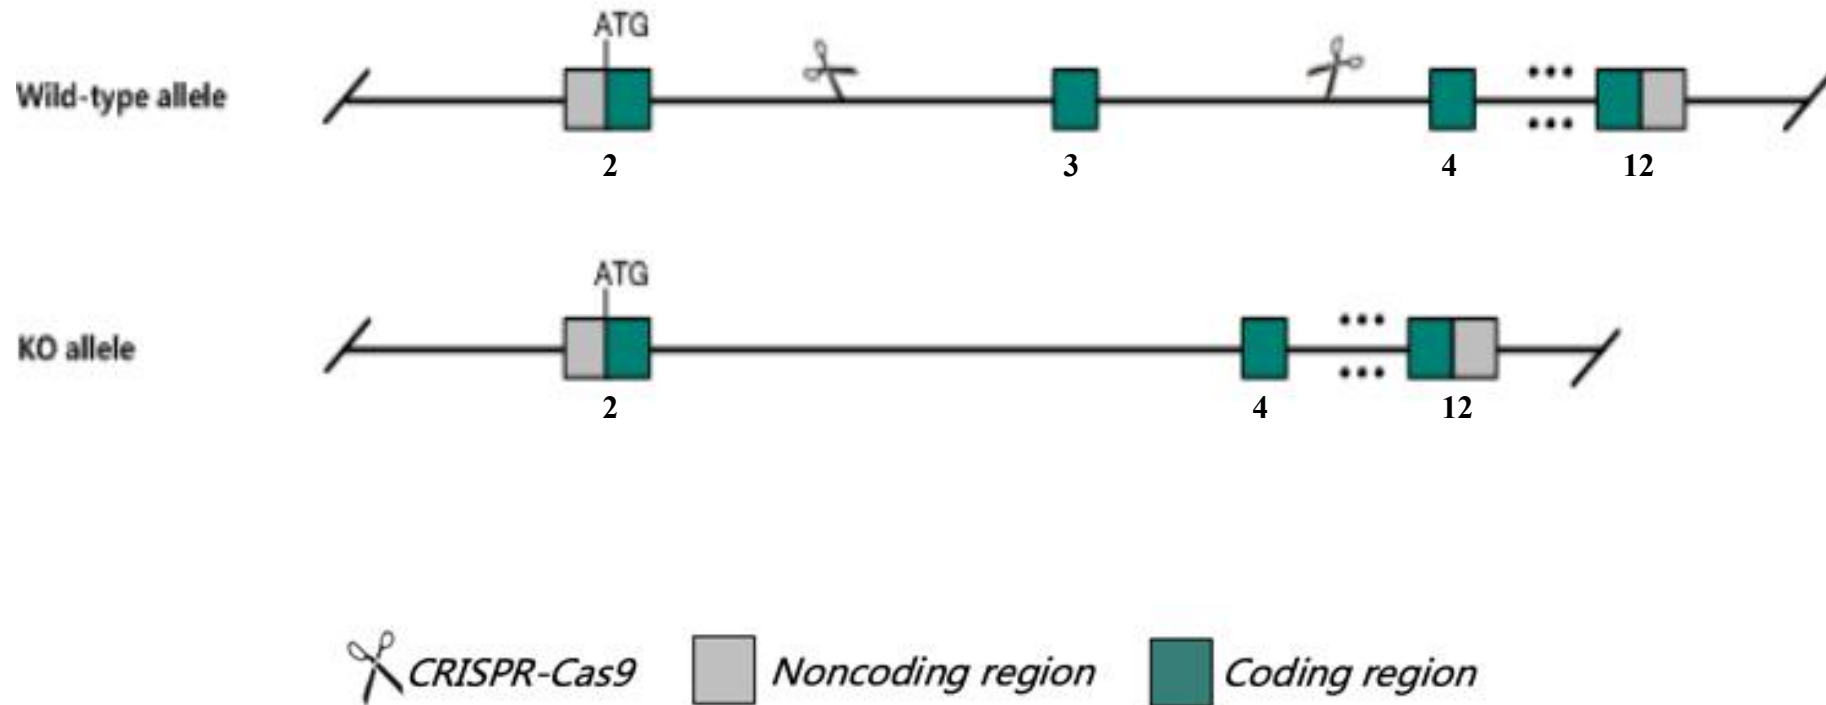 ATG
Wild-type allele
2 3 4 12
ATG
KO allele
2 4 12
CRISPR-Cas9 Noncoding region Coding region